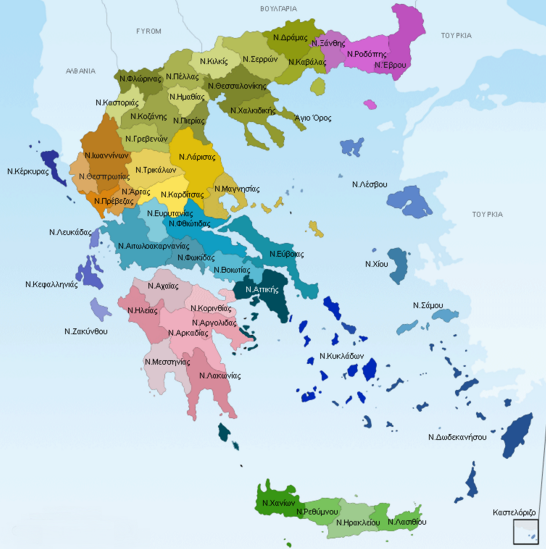 ΒΟΥΛΓΑΡΙΑ
FYROM
ΤΟΥΡΚΙΑ
ΑΛΒΑΝΙΑ
Ν.Δράμας
Ν.Ξάνθης
Ν.Ροδόπης
Ν.Έβρου
Ν.Κιλκίς
Ν.Σερρών
Ν.Καβάλας
Ν.Φλώρινας
Ν.Πέλλας
Ν.Θεσσαλονίκης
Ν.Καστοριάς
Ν.Ημαθίας
Ν.Χαλκιδικής
Άγιο Όρος
Ν.Κοζάνης
Ν.Πιερίας
Ν.Γρεβενών
Ν.Ιωαννίνων
Ν.Λάρισας
Ν.Κέρκυρας
Ν.Θεσπρωτίας
Ν.Τρικάλων
Ν.Λέσβου
Ν.Άρτας
Ν.Καρδίτσας
Ν.Μαγνησίας
Ν.Πρέβεζας
ΤΟΥΡΚΙΑ
Ν.Ευρυτανίας
Ν.Φθιώτιδας
Ν.Λευκάδας
Ν.Αιτωλοακαρνανίας
Ν.Εύβοιας
Ν.Φωκίδας
Ν.Βοιωτίας
Ν.Χίου
Ν.Κεφαλληνιάς
Ν.Αχαΐας
Ν.Αττικής
Ν.Σάμου
Ν.Ηλείας
Ν.Κορινθίας
Ν.Ζακύνθου
Ν.Αργολίδας
Ν.Αρκαδίας
Ν.Μεσσηνίας
Ν.Κυκλάδων
Ν.Λακωνίας
Ν.Δωδεκανήσου
Ν.Χανίων
Ν.Ρεθύμνου
Ν.Ηρακλείου
Ν.Λασιθίου
Καστελόριζο